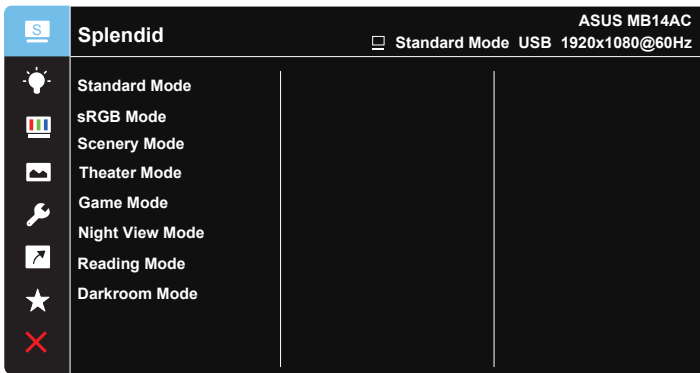 S
Splendid
ASUS MB14AC
Standard Mode USB 1920x1080@60Hz
Standard Mode
sRGB Mode
Scenery Mode
Theater Mode
Game Mode
Night View Mode
Reading Mode
Darkroom Mode